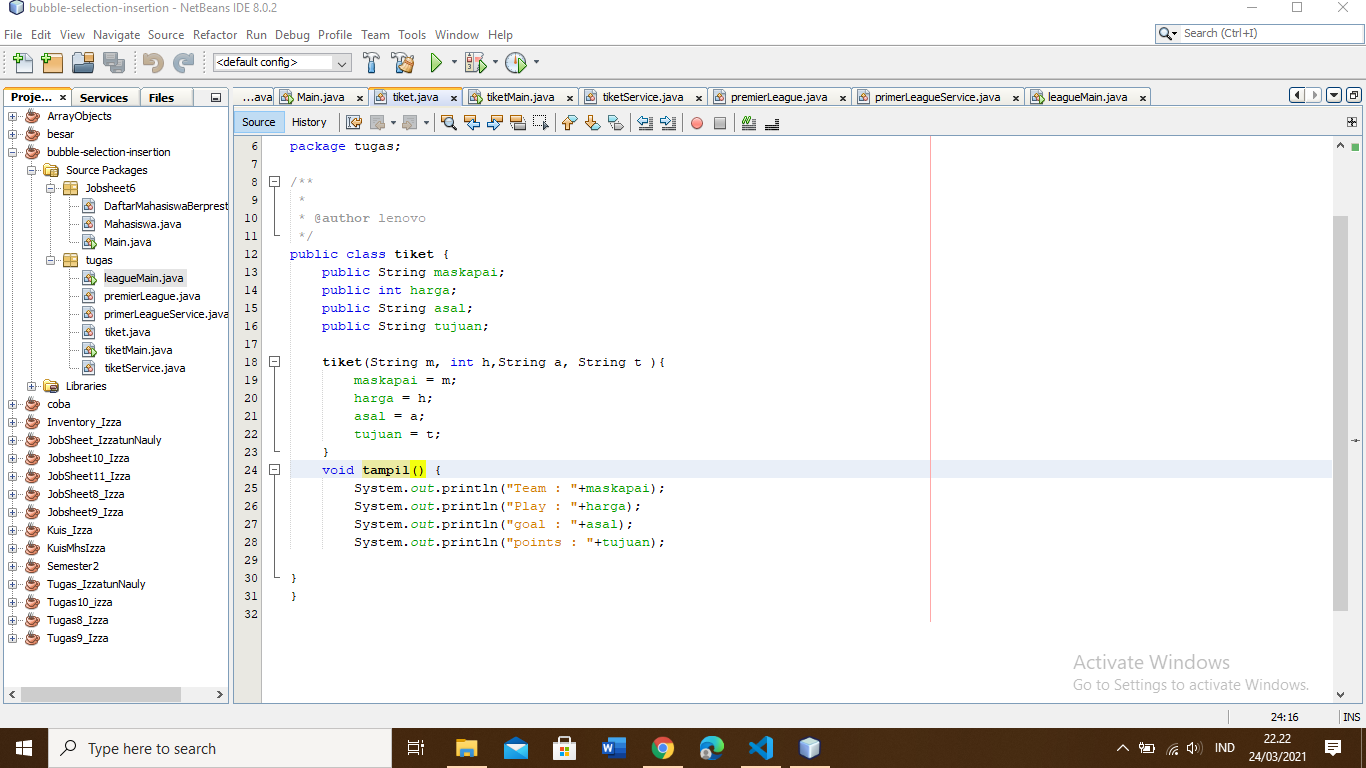 bubble-selection-insertion - NetBeans IDE 8.0.2
File Edit View Navigate Source Refactor Run Debug Profile Team Tools Window Help
Search (Ctrl+I)
<default config>
Proje... × Services Files
...ava Main.java × tiket.java × tiketMain.java × tiketService.java × premierLeague.java × primerLeagueService.java × leagueMain.java ×
Source History
ArrayObjects
besar
bubble-selection-insertion
Source Packages
Jobsheet6
DaftarMahasiswaBerprest
Mahasiswa.java
Main.java
tugas
leagueMain.java
premierLeague.java
primerLeagueService.java
tiket.java
tiketMain.java
tiketService.java
Libraries
coba
Inventory_Izza
JobSheet_IzzatunNauly
Jobsheet10_Izza
JobSheet11_Izza
JobSheet8_Izza
Jobsheet9_Izza
Kuis_Izza
KuisMhsIzza
Semester2
Tugas_IzzatunNauly
Tugas10_izza
Tugas8_Izza
Tugas9_Izza
6 package tugas;
7
8 /**
9 *
10 * @author lenovo
11 */
12 public class tiket {
13 public String maskapai;
14 public int harga;
15 public String asal;
16 public String tujuan;
17
18 tiket(String m, int h,String a, String t ){
19 maskapai = m;
20 harga = h;
21 asal = a;
22 tujuan = t;
23 }
24 void tampil() {
25 System.out.println("Team : "+maskapai);
26 System.out.println("Play : "+harga);
27 System.out.println("goal : "+asal);
28 System.out.println("points : "+tujuan);
29
30 }
31 }
32
Activate Windows
Go to Settings to activate Windows.
24:16 INS
Type here to search
IND
22.22
24/03/2021